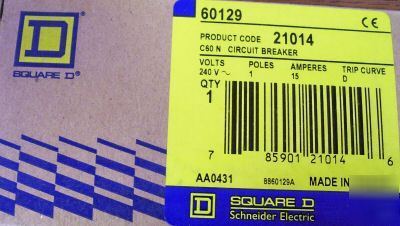 SQUARE D
60129
PRODUCT CODE 21014
C60 N CIRCUIT BREAKER
VOLTS POLES AMPERES TRIP CURVE
240 V ~ 1 15 D
QTY
1
7 85901 21014 6
AA0431 BB60129A MADE IN
SQUARE D
Schneider Electric